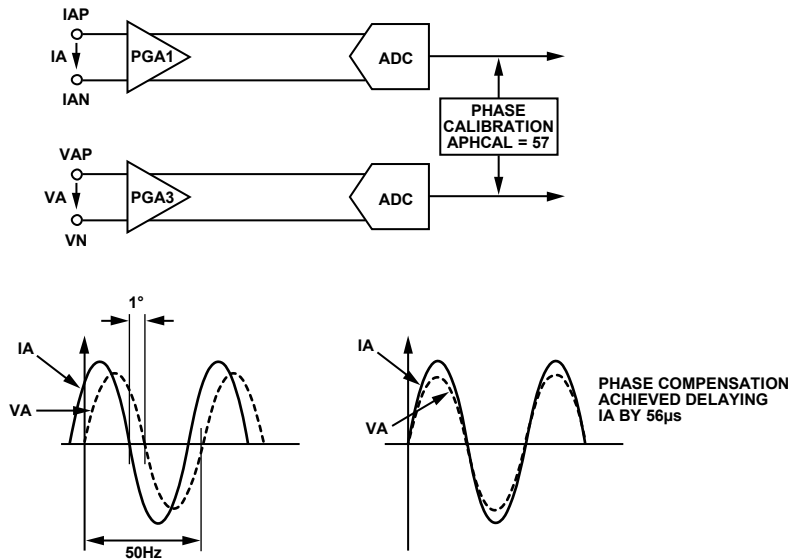 IAP
IA
IAN
PGA1
ADC
PHASE
CALIBRATION
APHCAL = 57
VAP
VA
VN
PGA3
ADC
1°
IA
VA
50Hz
IA
VA
PHASE COMPENSATION
ACHIEVED DELAYING
IA BY 56µs